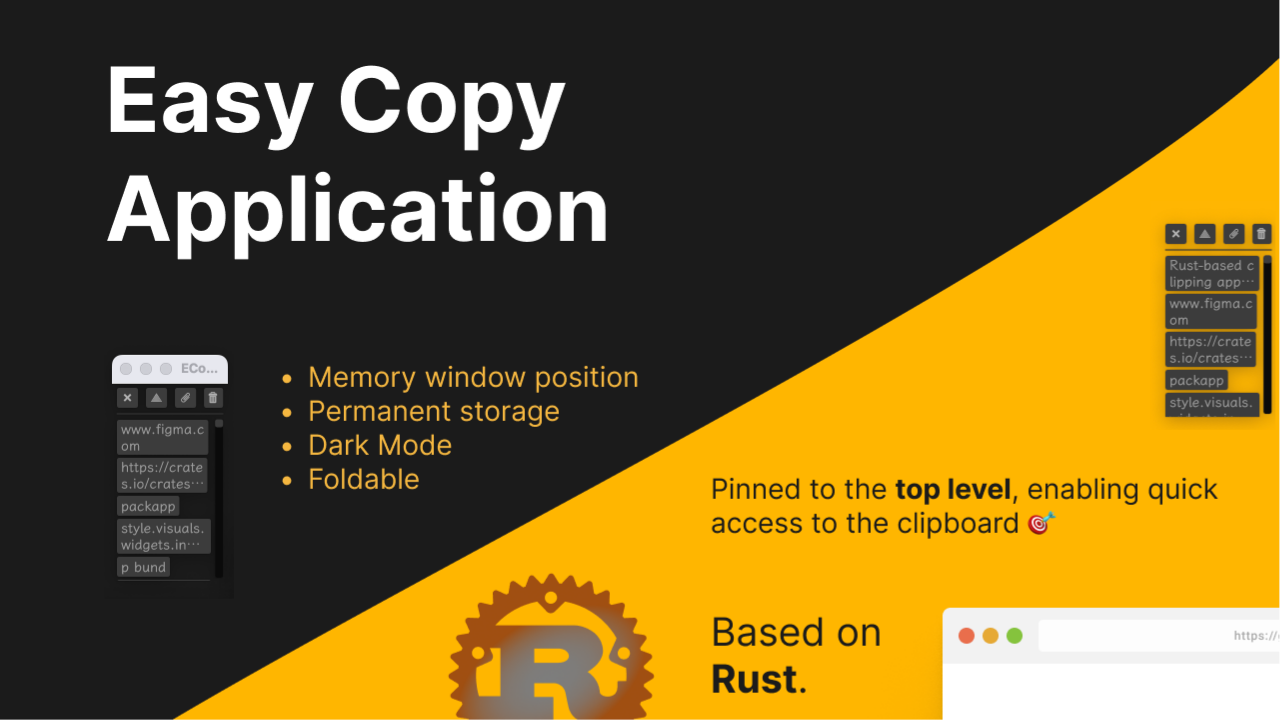 Easy Copy
Application
ECo...
www.figma.c
om
https://crate
s.io/crates···
packapp
style.visuals.
widgets.in···
p bund
• Memory window position
• Permanent storage
• Dark Mode
• Foldable
Rust-based c
lipping app···
www.figma.c
om
https://crate
s.io/crates···
packapp
style.visuals.
Pinned to the top level, enabling quick
access to the clipboard 🎯
R
Based on
Rust.
https://